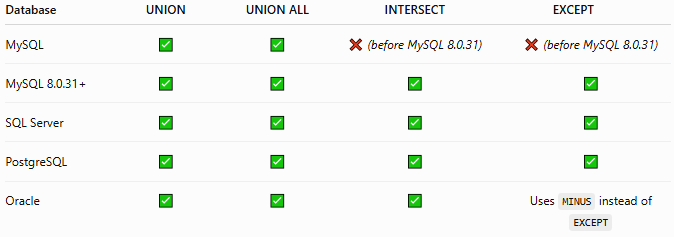 Database UNION UNION ALL INTERSECT EXCEPT
MySQL ✅ ✅ ❌ (before MySQL 8.0.31) ❌ (before MySQL 8.0.31)
MySQL 8.0.31+ ✅ ✅ ✅ ✅
SQL Server ✅ ✅ ✅ ✅
PostgreSQL ✅ ✅ ✅ ✅
Oracle ✅ ✅ ✅ Uses MINUS instead of
EXCEPT